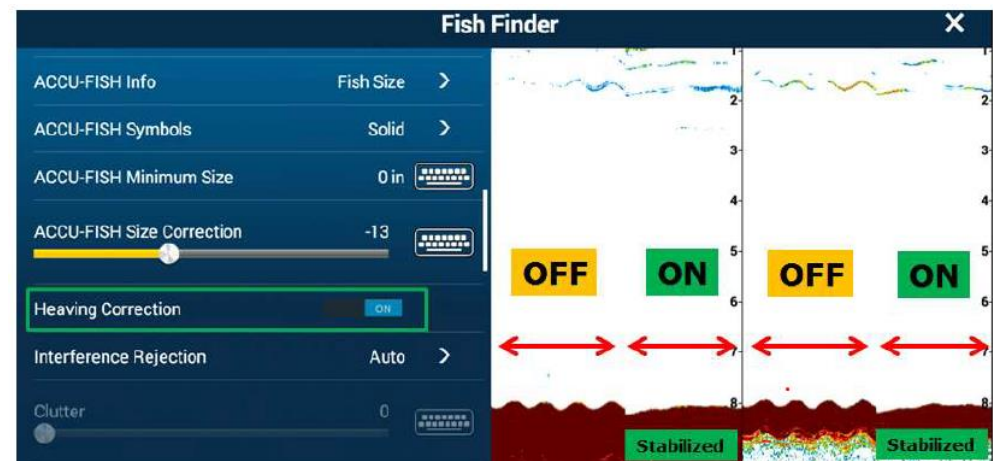 Fish Finder X
ACCU-FISH Info Fish Size >
ACCU-FISH Symbols Solid >
ACCU-FISH Minimum Size 0 in
ACCU-FISH Size Correction -13
Heaving Correction ON
Interference Rejection Auto >
Clutter 0
1 1
2 2
3 3
4 4
5 5
OFF ON OFF ON
6 6
7 7
8 8
Stabilized Stabilized